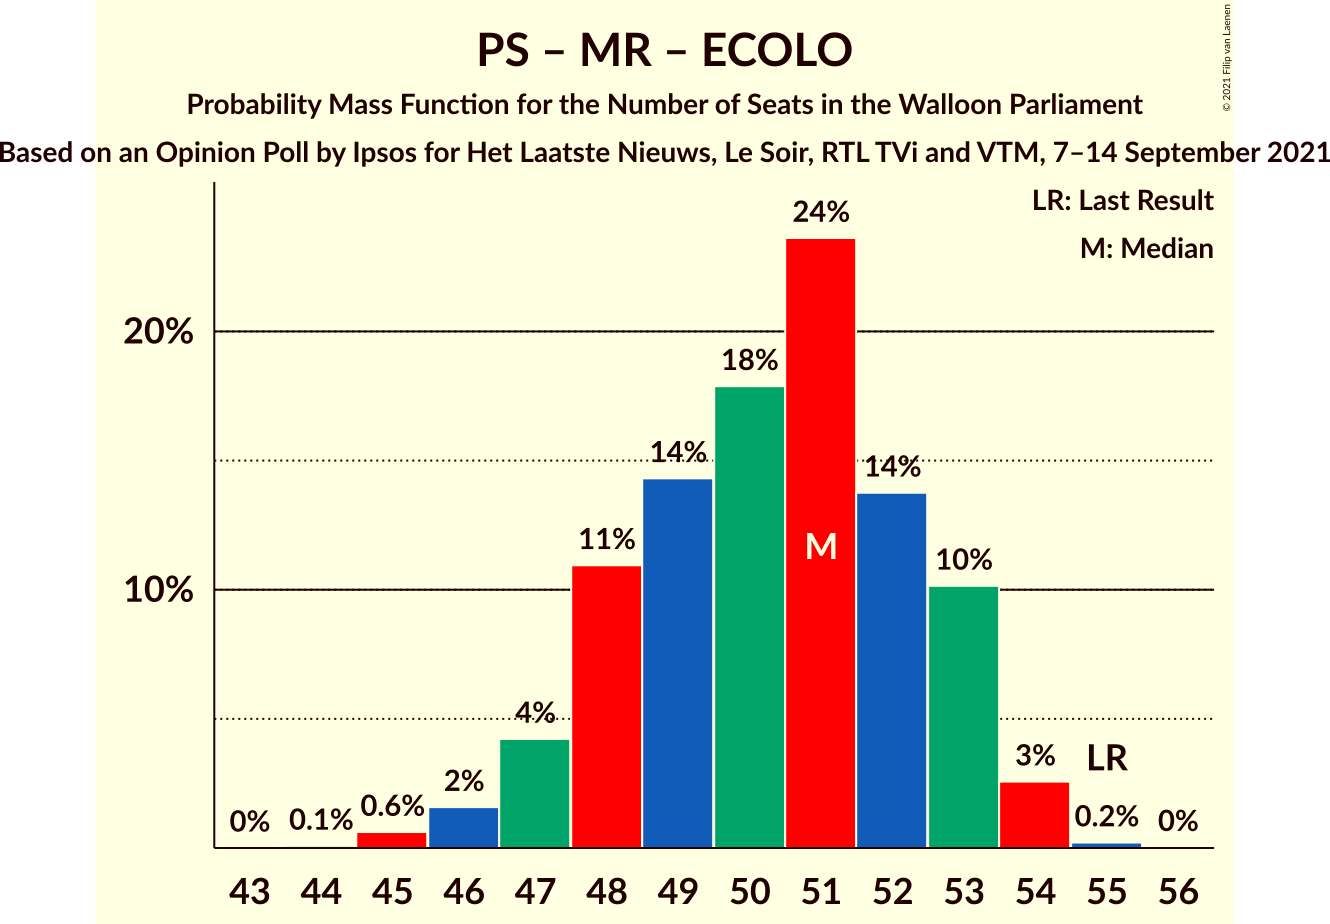 PS – MR – ECOLO
Probability Mass Function for the Number of Seats in the Walloon Parliament
Based on an Opinion Poll by Ipsos for Het Laatste Nieuws, Le Soir, RTL TVi and VTM, 7–14 September 2021
© 2021 Filip van Laenen
LR: Last Result
M: Median
24%
20%
18%
14%
14%
11%
M
10%
10%
4%
3%
LR
2%
0.6%
0.2%
0%
0.1%
0%
43 44 45 46 47 48 49 50 51 52 53 54 55 56